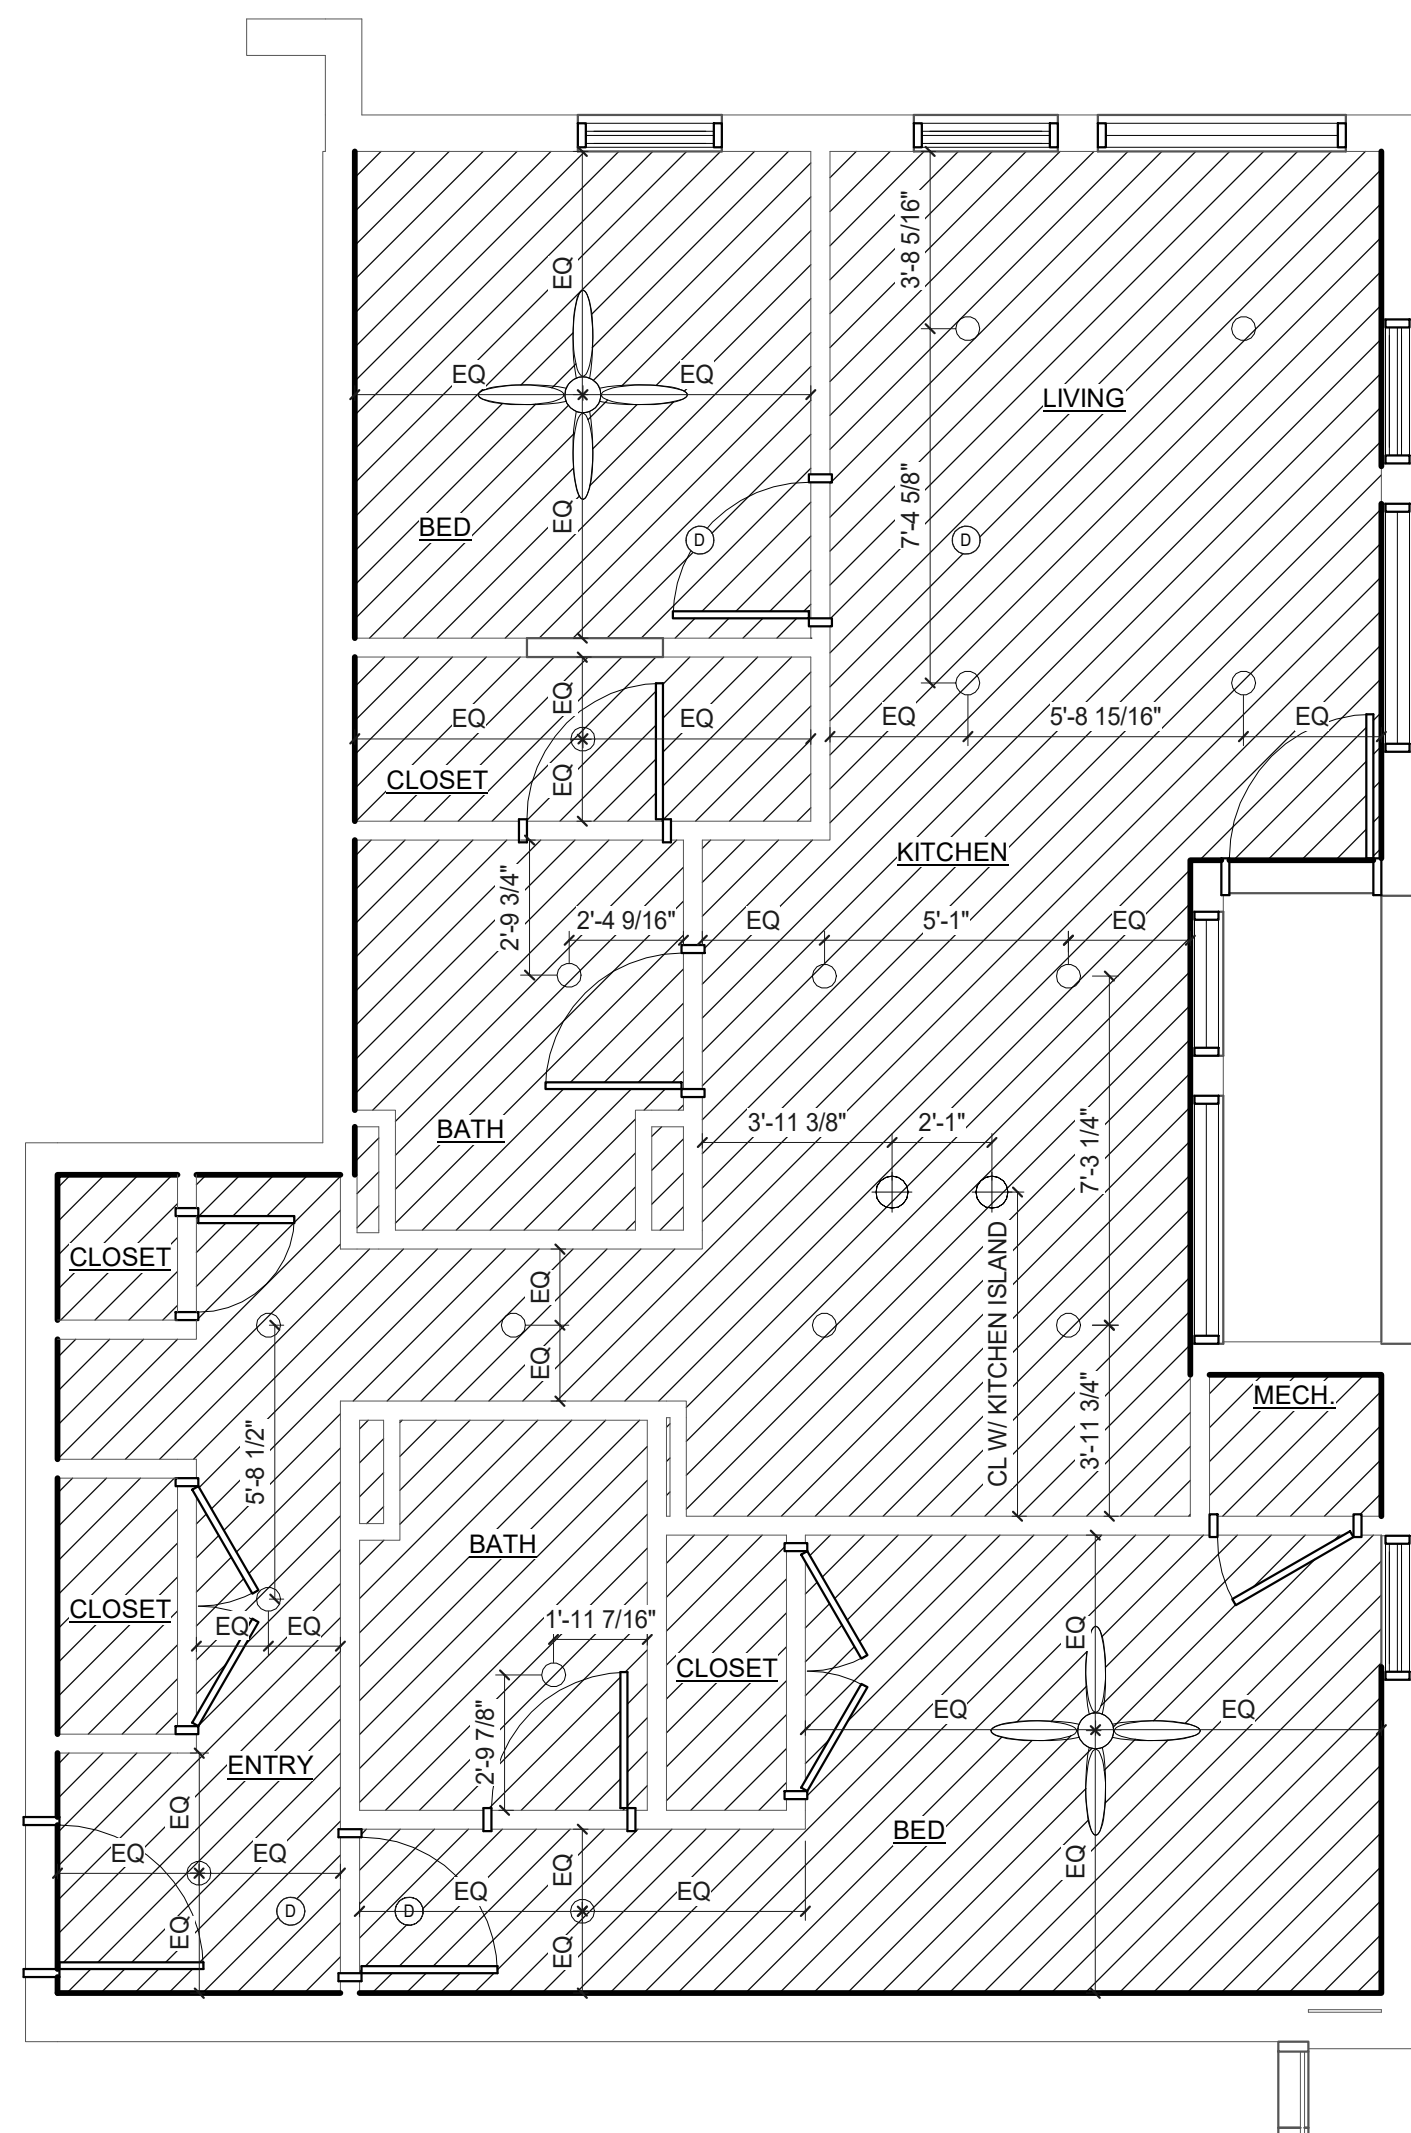 3'-8 5/16"
EQ
EQ
EQ
LIVING
7'-4 5/8"
EQ
BED
D
D
EQ
EQ
EQ
EQ
5'-8 15/16"
EQ
CLOSET
EQ
KITCHEN
2'-9 3/4"
2'-4 9/16"
EQ
5'-1"
EQ
BATH
3'-11 3/8"
2'-1"
7'-3 1/4"
CLOSET
EQ
CL W/ KITCHEN ISLAND
EQ
MECH.
3'-11 3/4"
5'-8 1/2"
BATH
CLOSET
EQ
EQ
1'-11 7/16"
CLOSET
EQ
EQ
EQ
2'-9 7/8"
ENTRY
EQ
BED
EQ
EQ
EQ
EQ
EQ
EQ
D
D
EQ
EQ